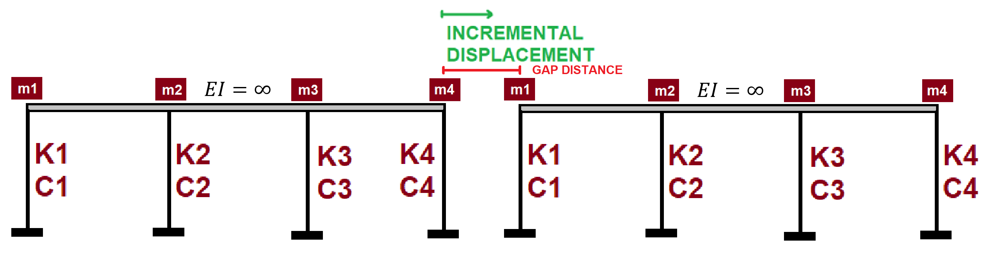 INCREMENTAL
DISPLACEMENT
GAP DISTANCE
m1 m2 EI = ∞ m3 m4 m1 m2 EI = ∞ m3 m4
K1 K2 K3 K4 K1 K2 K3 K4
C1 C2 C3 C4 C1 C2 C3 C4